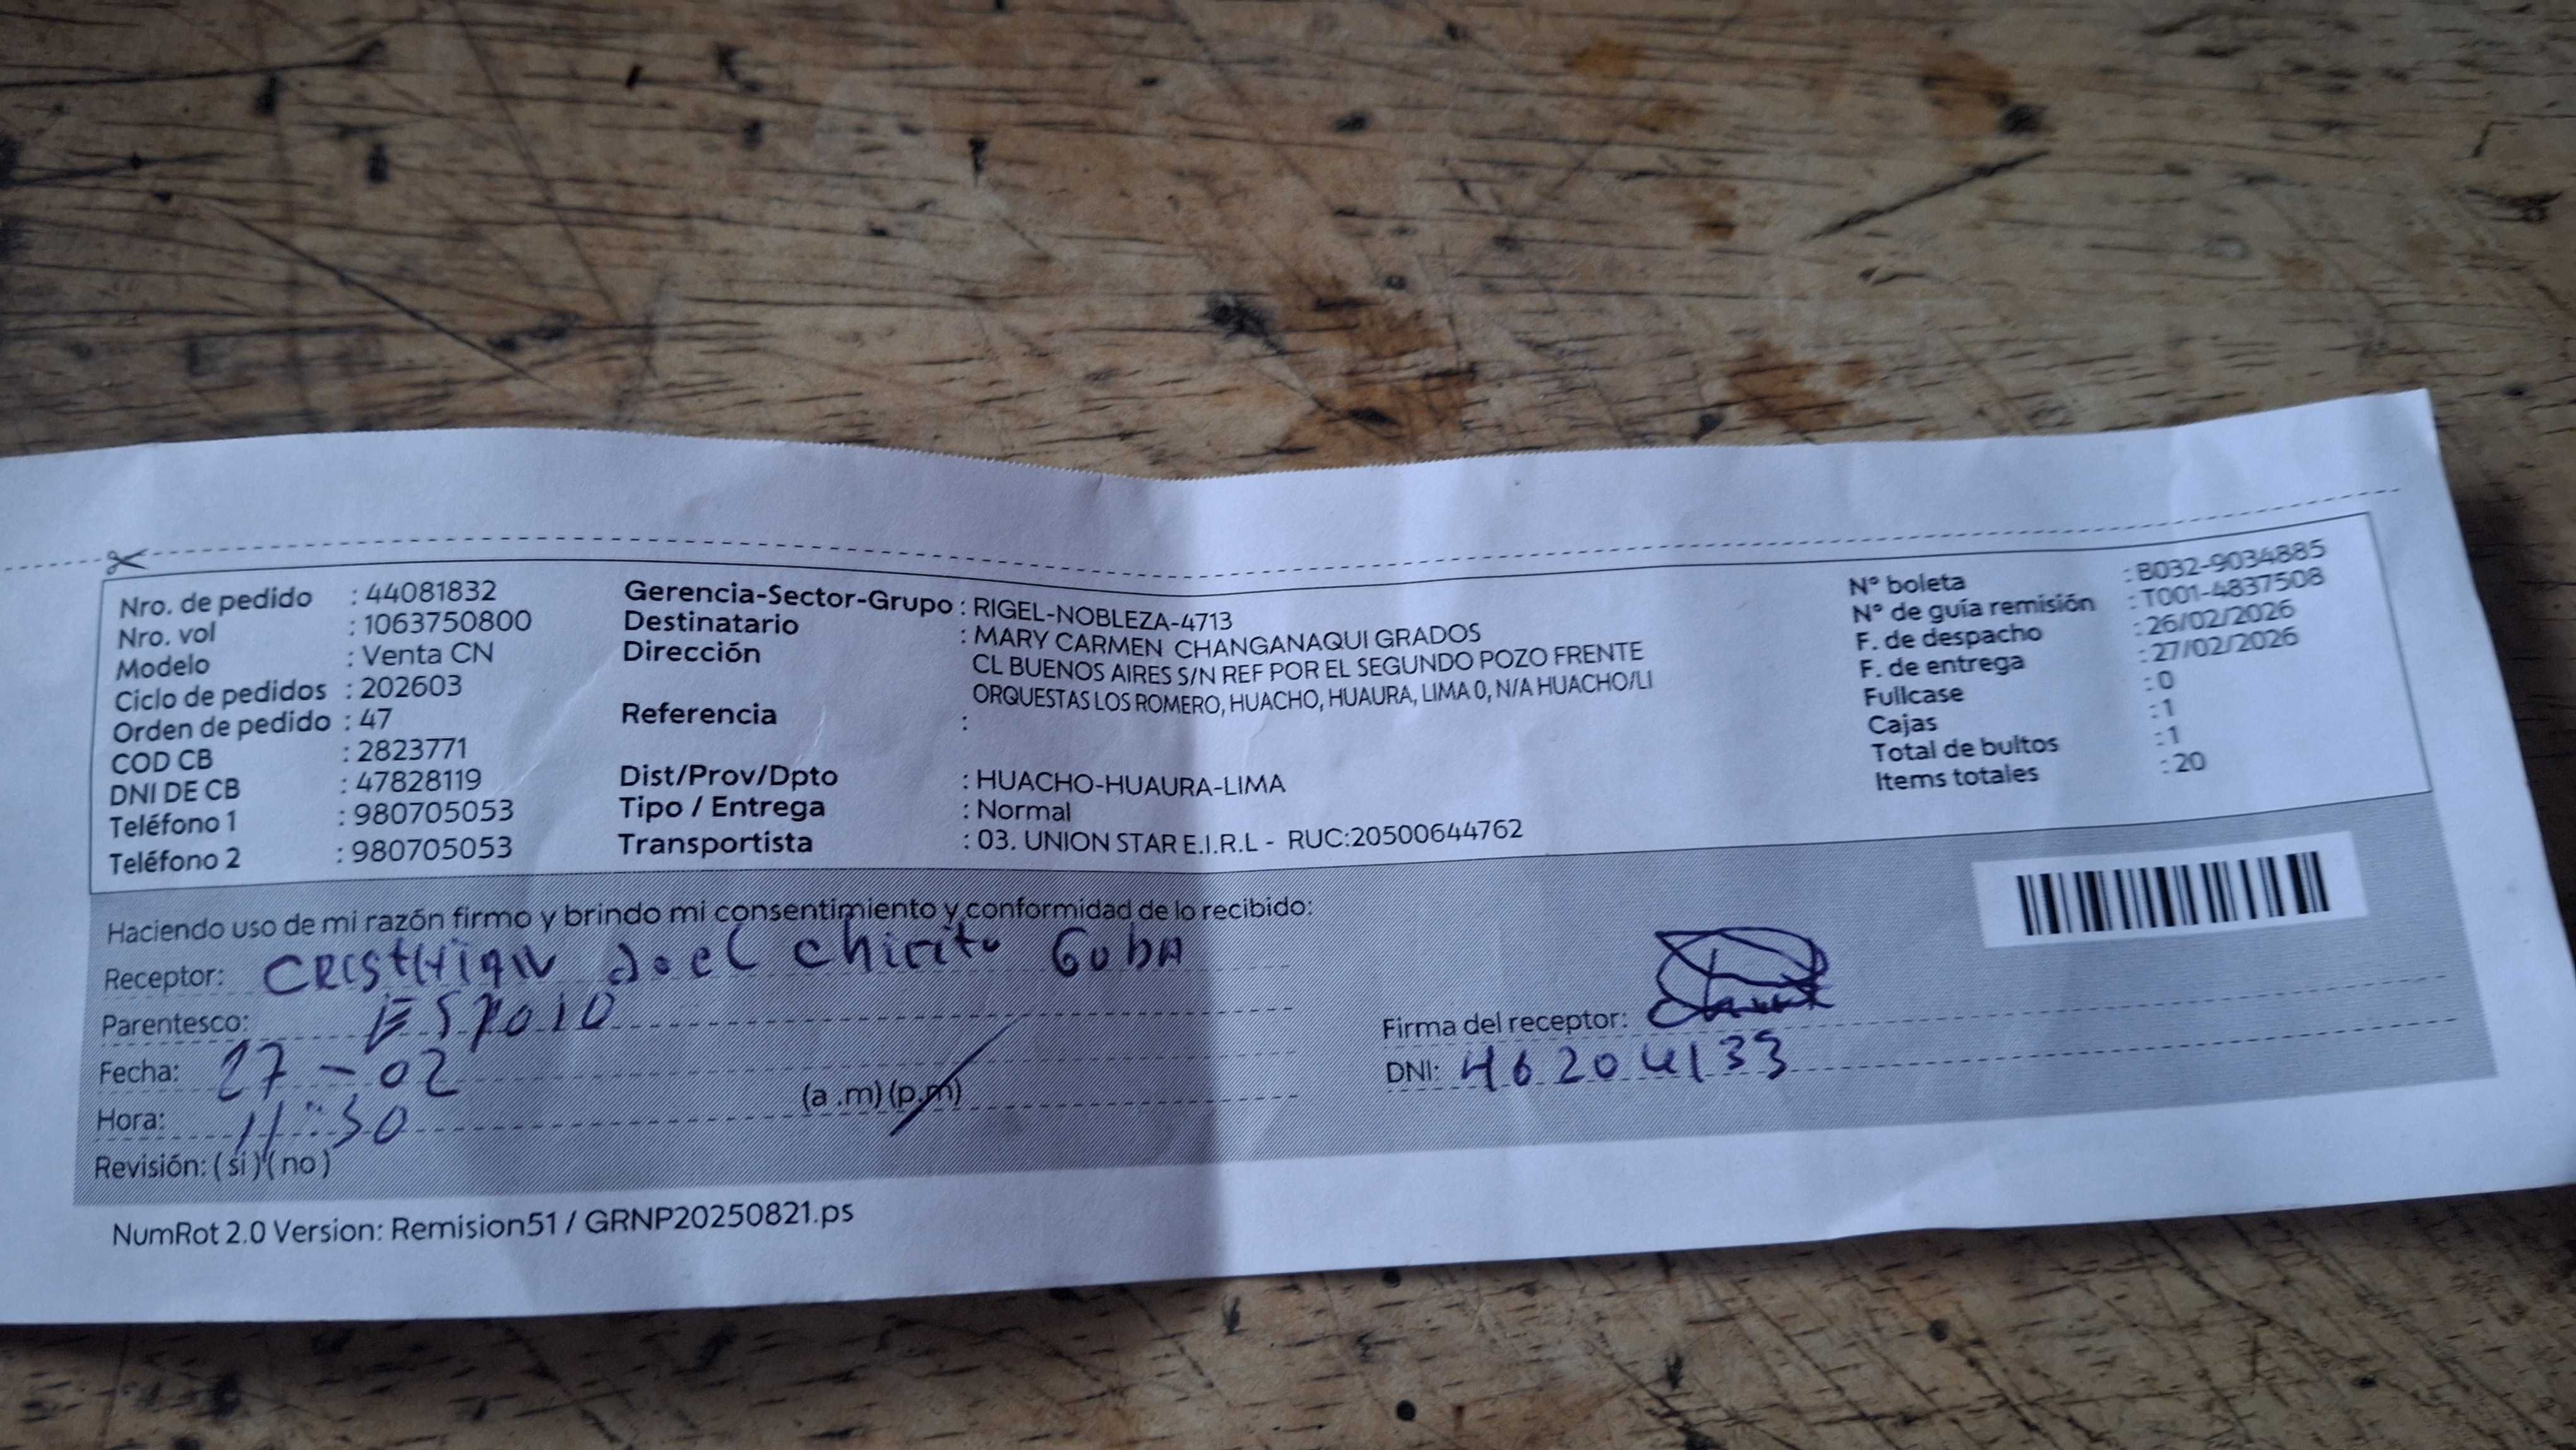 Nro. de pedido : 44081832
Nro. vol : 1063750800
Modelo : Venta CN
Ciclo de pedidos : 202603
Orden de pedido : 47
COD CB : 2823771
DNI DE CB : 47828119
Teléfono 1 : 980705053
Teléfono 2 : 980705053
Gerencia-Sector-Grupo : RIGEL-NOBLEZA-4713
Destinatario : MARY CARMEN CHANGANAQUI GRADOS
Dirección CL BUENOS AIRES S/N REF POR EL SEGUNDO POZO FRENTE
ORQUESTAS LOS ROMERO, HUACHO, HUAURA, LIMA 0, N/A HUACHO/LI
Referencia :
Dist/Prov/Dpto : HUACHO-HUAURA-LIMA
Tipo / Entrega : Normal
Transportista : 03. UNION STAR E.I.R.L - RUC:20500644762
N° boleta : B032-9034885
N° de guía remisión : T001-4837508
F. de despacho : 26/02/2026
F. de entrega : 27/02/2026
Fullcase : 0
Cajas : 1
Total de bultos : 1
Items totales : 20
Haciendo uso de mi razón firmo y brindo mi consentimiento y conformidad de lo recibido:
Receptor: CRISTHIAN Joel Chirito
Parentesco: ESPOSO
Fecha: 27-02
Hora: 11:30 (a .m) (p.m)
Revisión: (si) (no)
Firma del receptor:
DNI: 46204133
NumRot 2.0 Version: Remision51 / GRNP20250821.ps